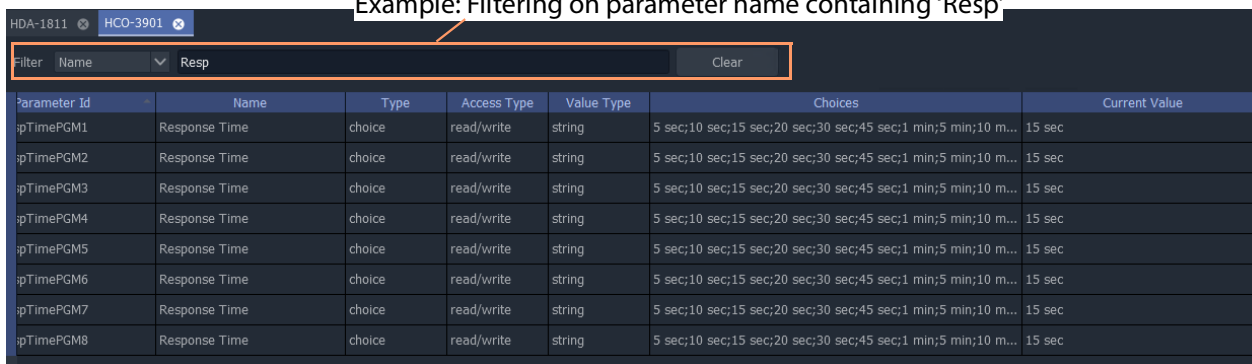 Example: Filtering on parameter name containing 'Resp'
HDA-1811 HCO-3901
Filter Name Resp Clear
Parameter Id Name Type Access Type Value Type Choices Current Value
spTimePGM1 Response Time choice read/write string 5 sec;10 sec;15 sec;20 sec;30 sec;45 sec;1 min;5 min;10 m... 15 sec
spTimePGM2 Response Time choice read/write string 5 sec;10 sec;15 sec;20 sec;30 sec;45 sec;1 min;5 min;10 m... 15 sec
spTimePGM3 Response Time choice read/write string 5 sec;10 sec;15 sec;20 sec;30 sec;45 sec;1 min;5 min;10 m... 15 sec
spTimePGM4 Response Time choice read/write string 5 sec;10 sec;15 sec;20 sec;30 sec;45 sec;1 min;5 min;10 m... 15 sec
spTimePGM5 Response Time choice read/write string 5 sec;10 sec;15 sec;20 sec;30 sec;45 sec;1 min;5 min;10 m... 15 sec
spTimePGM6 Response Time choice read/write string 5 sec;10 sec;15 sec;20 sec;30 sec;45 sec;1 min;5 min;10 m... 15 sec
spTimePGM7 Response Time choice read/write string 5 sec;10 sec;15 sec;20 sec;30 sec;45 sec;1 min;5 min;10 m... 15 sec
spTimePGM8 Response Time choice read/write string 5 sec;10 sec;15 sec;20 sec;30 sec;45 sec;1 min;5 min;10 m... 15 sec